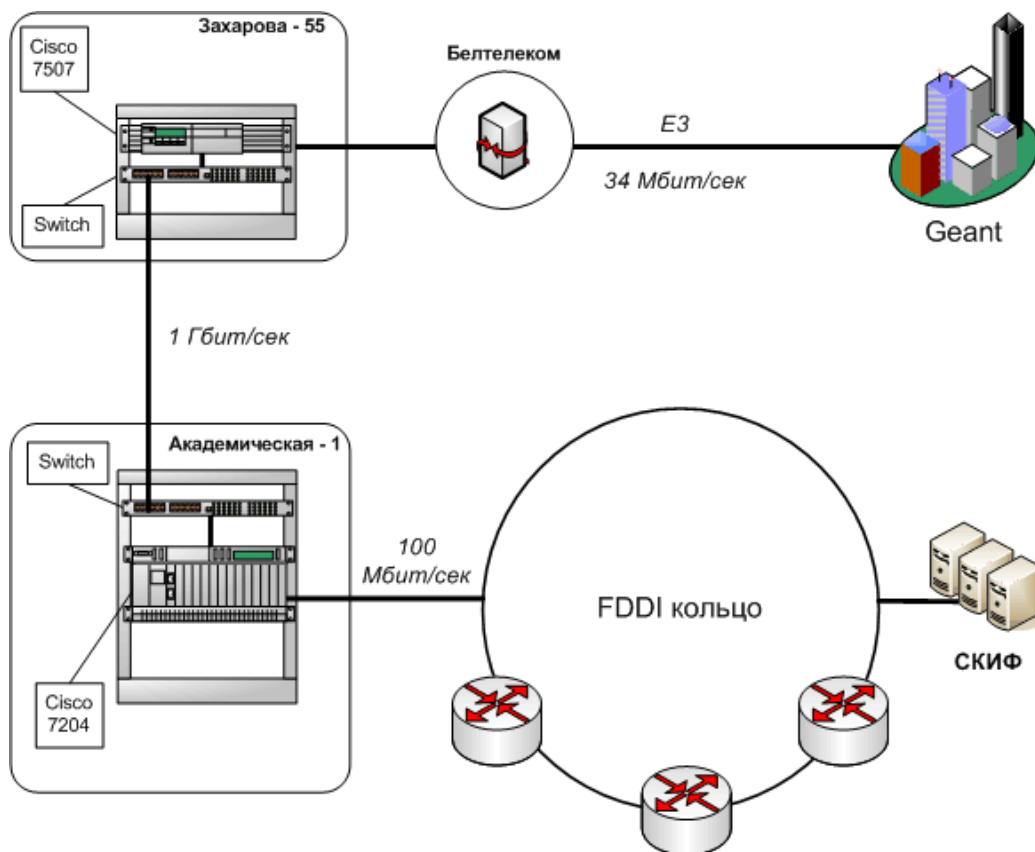 Захарова - 55
Cisco
7507
Switch
Белтелеком
E3
34 Мбит/сек
Geant
1 Гбит/сек
Академическая - 1
Switch
Cisco
7204
100
Мбит/сек
FDDI кольцо
СКИФ